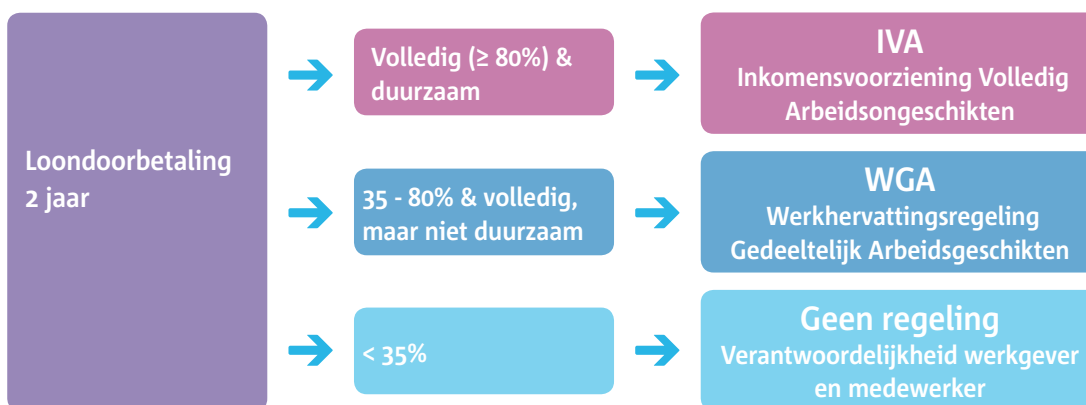 Loondoorbetaling
2 jaar
Volledig (≥ 80%) &
duurzaam
IVA
Inkomensvoorziening Volledig
Arbeidsongeschikten
35 - 80% & volledig,
maar niet duurzaam
WGA
Werkhervattingsregeling
Gedeeltelijk Arbeidsgeschikten
< 35%
Geen regeling
Verantwoordelijkheid werkgever
en medewerker